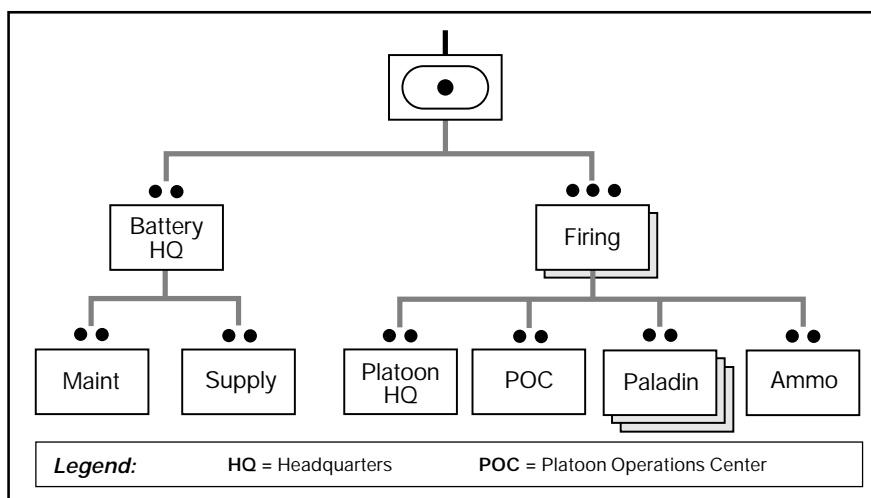 Battery
HQ
Firing
Maint
Supply
Platoon
HQ
POC
Paladin
Ammo
Legend: HQ = Headquarters POC = Platoon Operations Center